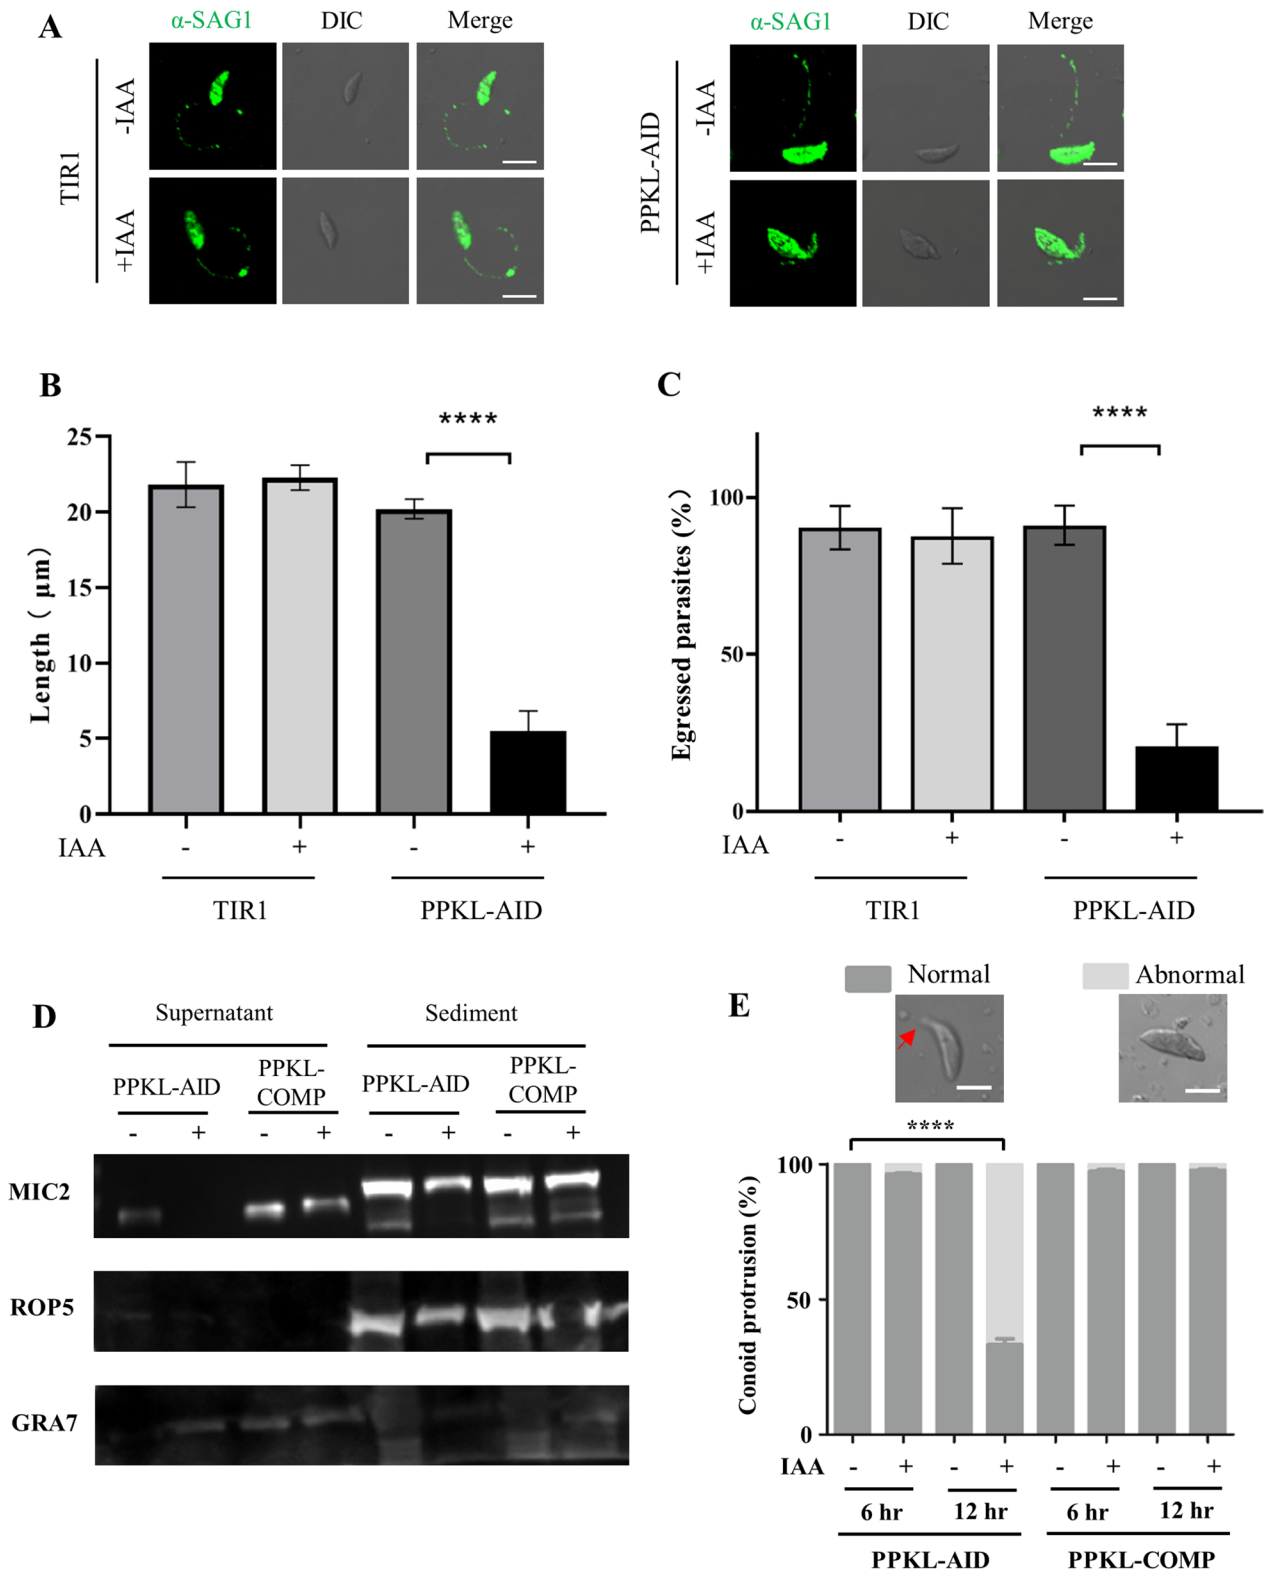 A
α-SAG1 DIC Merge
α-SAG1 DIC Merge
TIR1
-IAA
+IAA
PPKL-AID
-IAA
+IAA
B
****
Length ( μm)
25
20
15
10
5
0
IAA - + - +
TIR1 PPKL-AID
C
****
Egressed parasites (%)
100
50
0
IAA - + - +
TIR1 PPKL-AID
D
Supernatant Sediment
PPKL-AID PPKL-COMP PPKL-AID PPKL-COMP
- + - + - + - +
MIC2
ROP5
GRA7
E
Normal Abnormal
****
Conoid protrusion (%)
100
50
0
IAA - + - + - + - +
6 hr 12 hr 6 hr 12 hr
PPKL-AID PPKL-COMP